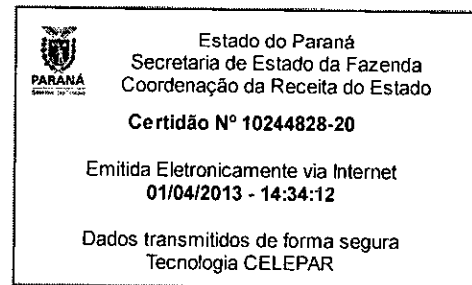 Estado do Paraná
Secretaria de Estado da Fazenda
Coordenação da Receita do Estado
PARANÁ
Certidão Nº 10244828-20
Emitida Eletronicamente via Internet
01/04/2013 - 14:34:12
Dados transmitidos de forma segura
Tecnologia CELEPAR